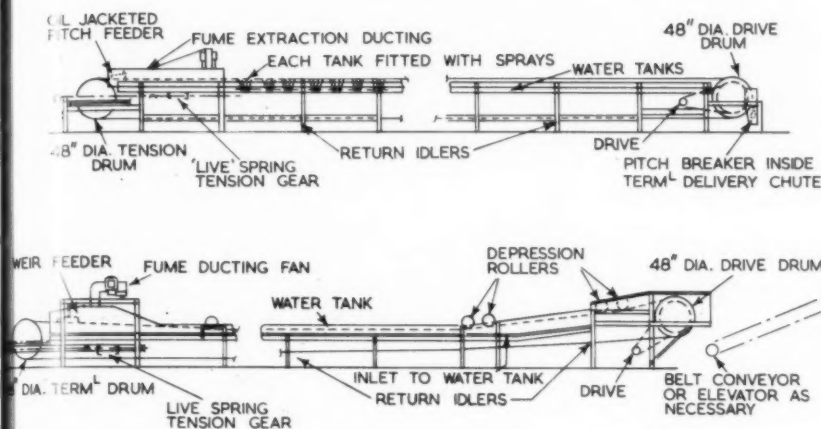 OIL JACKETED
PITCH FEEDER
FUME EXTRACTION DUCTING
EACH TANK FITTED WITH SPRAYS
WATER TANKS
48" DIA. DRIVE
DRUM
48" DIA. TENSION
DRUM
'LIVE' SPRING
TENSION GEAR
RETURN IDLERS
DRIVE
PITCH BREAKER INSIDE
TERMᴸ DELIVERY CHUTE
WEIR FEEDER
FUME DUCTING FAN
WATER TANK
DEPRESSION
ROLLERS
48" DIA. DRIVE DRUM
DIA. TERMᴸ DRUM
LIVE SPRING
TENSION GEAR
INLET TO WATER TANK
RETURN IDLERS
DRIVE
BELT CONVEYOR
OR ELEVATOR AS
NECESSARY